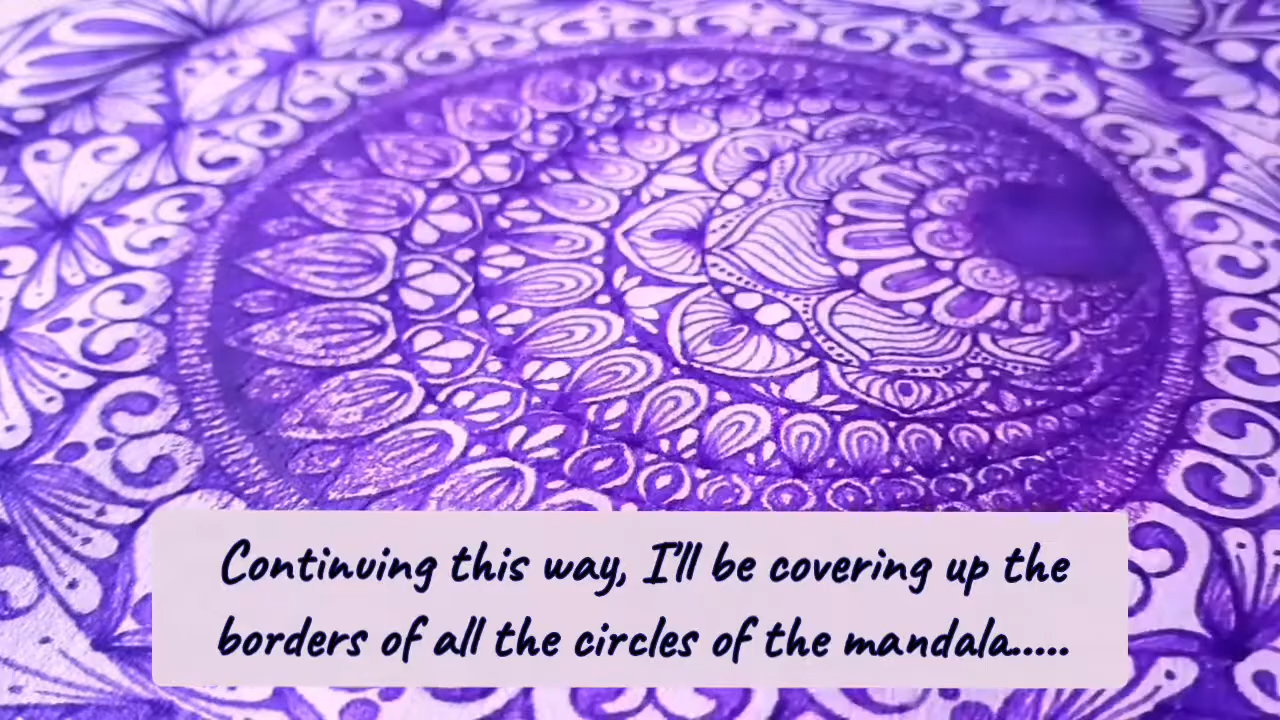 Continuing this way, I'll be covering up the
borders of all the circles of the mandala.....